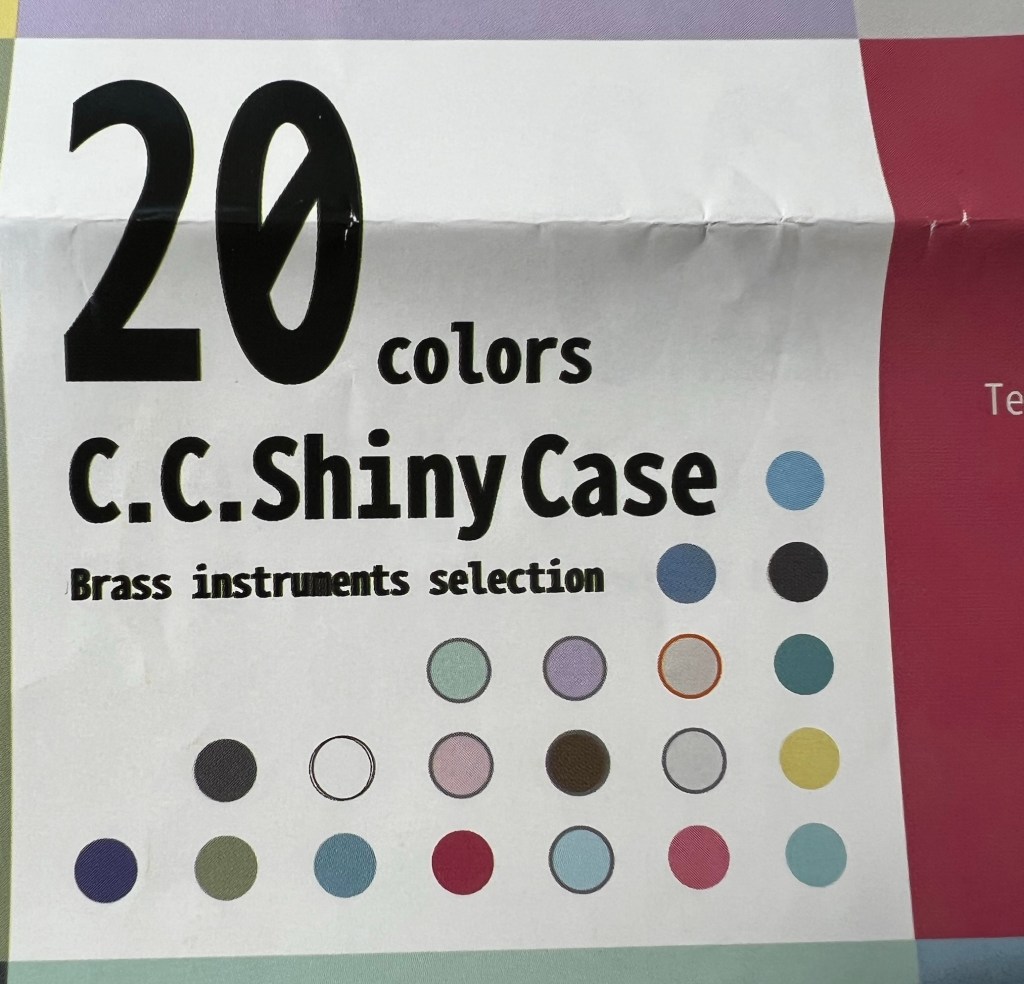 20 colors
C.C.Shiny Case
Brass instruments selection
Te